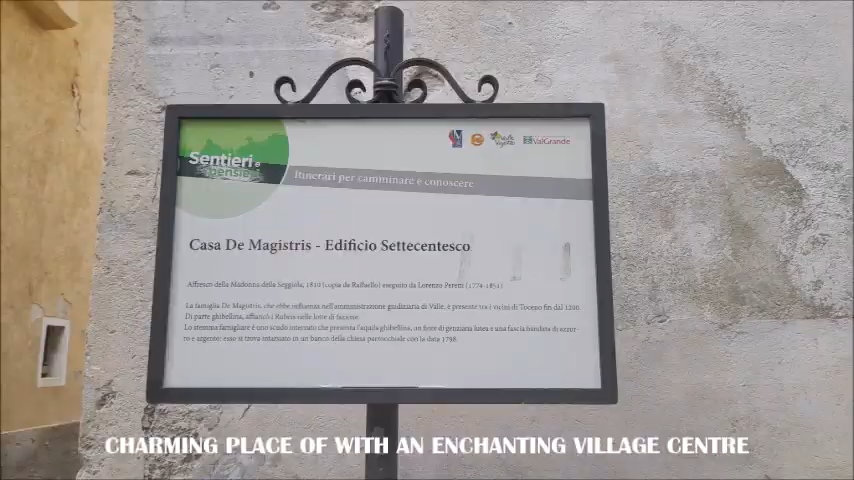 Sentieri e
pensieri
Itinerari per camminare e conoscere
ValGrande
Casa De Magistris - Edificio Settecentesco
Affresco della Madonna della Seggiola, 1810 (copia da Raffaello) eseguito da Lorenzo Peretti (1774-1851)
La famiglia De Magistris, che ebbe influenza nell'amministrazione giudiziaria di Valle, è presente tra i vicini di Toceno fin dal 1200.
Di parte ghibellina, affiancò i Rubeis nelle lotte di fazione.
Lo stemma famigliare è uno scudo interzato che presenta l'aquila ghibellina, un fiore di genziana lutea e una fascia bandata di azzur-
ro e argento: esso si trova intarsiato in un banco della chiesa parrocchiale con la data 1788.
CHARMING PLACE OF WITH AN ENCHANTING VILLAGE CENTRE